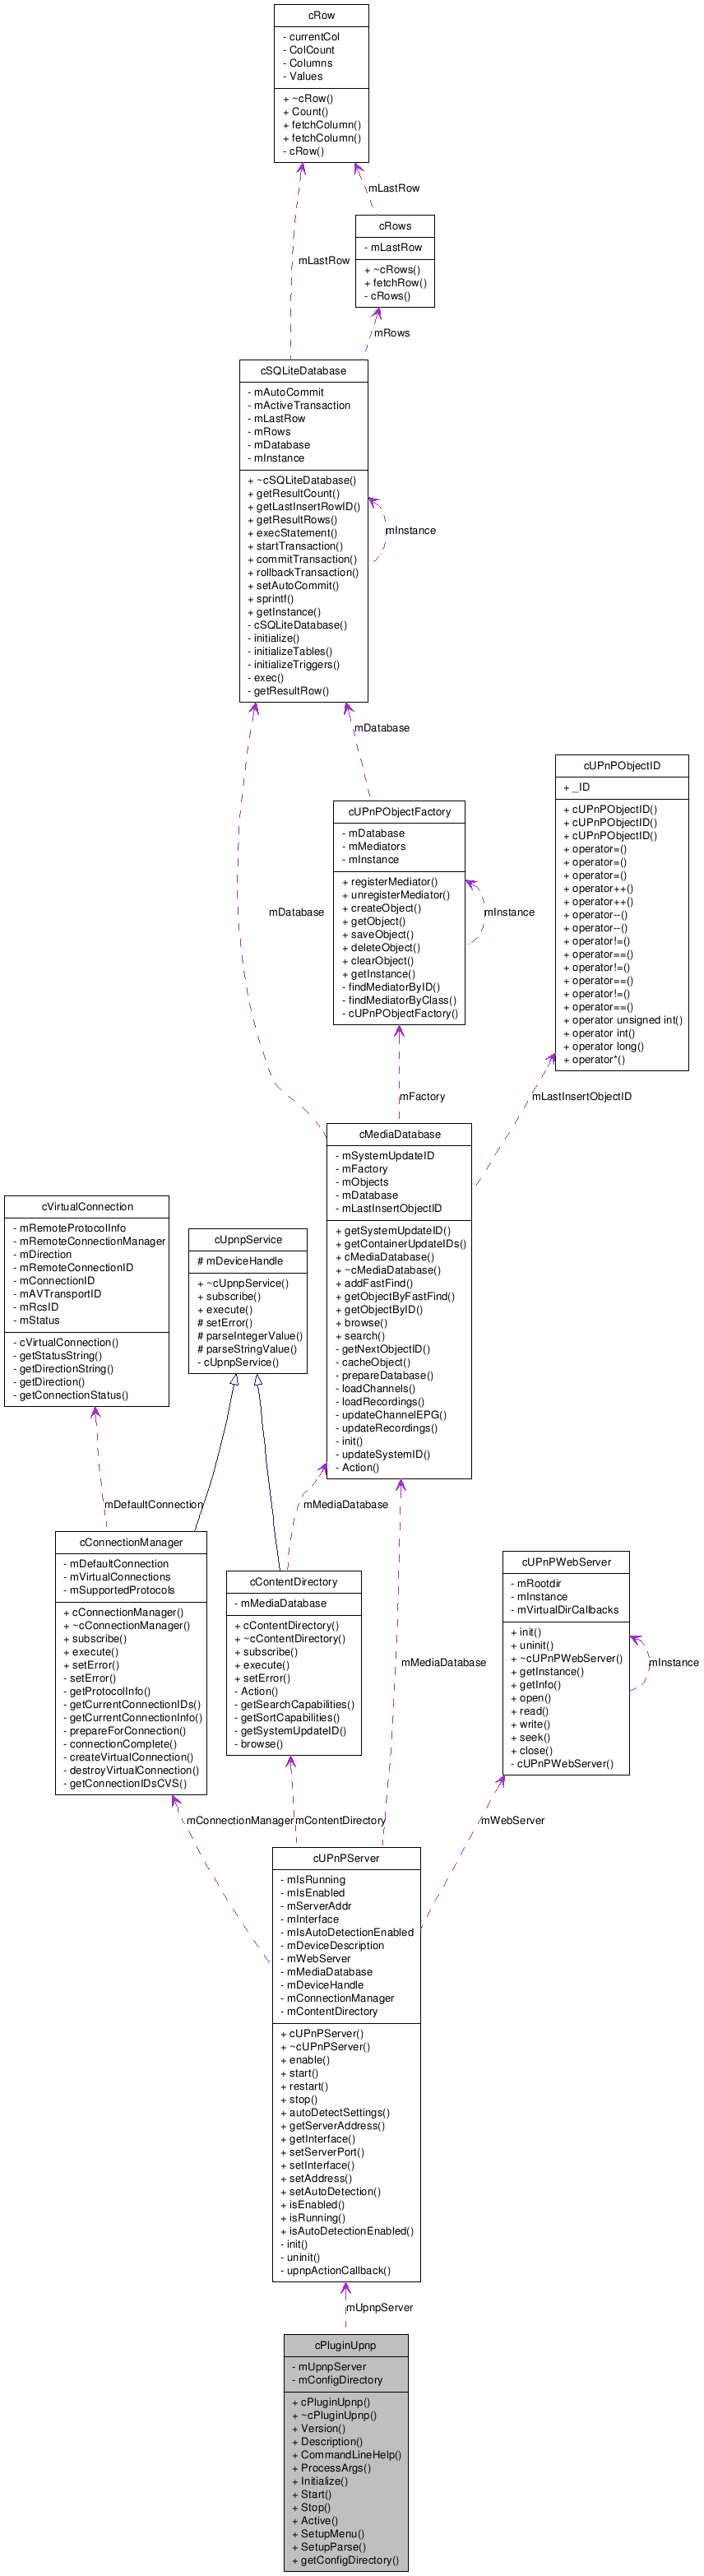 cRow
- currentCol
- ColCount
- Columns
- Values
+ ~cRow()
+ Count()
+ fetchColumn()
+ fetchColumn()
- cRow()
mLastRow
cRows
- mLastRow
+ ~cRows()
+ fetchRow()
- cRows()
mLastRow
mRows
cSQLiteDatabase
- mAutoCommit
- mActiveTransaction
- mLastRow
- mRows
- mDatabase
- mInstance
+ ~cSQLiteDatabase()
+ getResultCount()
+ getLastInsertRowID()
+ getResultRows()
+ execStatement()
+ startTransaction()
+ commitTransaction()
+ rollbackTransaction()
+ setAutoCommit()
+ sprintf()
+ getInstance()
- cSQLiteDatabase()
- initialize()
- initializeTables()
- initializeTriggers()
- exec()
- getResultRow()
mInstance
mDatabase
cUPnPObjectID
+ _ID
+ cUPnPObjectID()
+ cUPnPObjectID()
+ cUPnPObjectID()
+ operator=()
+ operator=()
+ operator=()
+ operator++()
+ operator++()
+ operator--()
+ operator--()
+ operator!=()
+ operator==()
+ operator!=()
+ operator==()
+ operator!=()
+ operator==()
+ operator unsigned int()
+ operator int()
+ operator long()
+ operator*()
cUPnPObjectFactory
- mDatabase
- mMediators
- mInstance
+ registerMediator()
+ unregisterMediator()
+ createObject()
+ getObject()
+ saveObject()
+ deleteObject()
+ clearObject()
+ getInstance()
- findMediatorByID()
- findMediatorByClass()
- cUPnPObjectFactory()
mInstance
mDatabase
mFactory
mLastInsertObjectID
cMediaDatabase
- mSystemUpdateID
- mFactory
- mObjects
- mDatabase
- mLastInsertObjectID
+ getSystemUpdateID()
+ getContainerUpdateIDs()
+ cMediaDatabase()
+ ~cMediaDatabase()
+ addFastFind()
+ getObjectByFastFind()
+ getObjectByID()
+ browse()
+ search()
- getNextObjectID()
- cacheObject()
- prepareDatabase()
- loadChannels()
- loadRecordings()
- updateChannelEPG()
- updateRecordings()
- init()
- updateSystemID()
- Action()
cVirtualConnection
- mRemoteProtocolInfo
- mRemoteConnectionManager
- mDirection
- mRemoteConnectionID
- mConnectionID
- mAVTransportID
- mRcsID
- mStatus
- cVirtualConnection()
- getStatusString()
- getDirectionString()
- getDirection()
- getConnectionStatus()
cUpnpService
# mDeviceHandle
+ ~cUpnpService()
+ subscribe()
+ execute()
# setError()
# parseIntegerValue()
# parseStringValue()
- cUpnpService()
mDefaultConnection
mMediaDatabase
cConnectionManager
- mDefaultConnection
- mVirtualConnections
- mSupportedProtocols
+ cConnectionManager()
+ ~cConnectionManager()
+ subscribe()
+ execute()
+ setError()
- setError()
- getProtocolInfo()
- getCurrentConnectionIDs()
- getCurrentConnectionInfo()
- prepareForConnection()
- connectionComplete()
- createVirtualConnection()
- destroyVirtualConnection()
- getConnectionIDsCVS()
cContentDirectory
- mMediaDatabase
+ cContentDirectory()
+ ~cContentDirectory()
+ subscribe()
+ execute()
+ setError()
- Action()
- getSearchCapabilities()
- getSortCapabilities()
- getSystemUpdateID()
- browse()
mMediaDatabase
cUPnPWebServer
- mRootdir
- mInstance
- mVirtualDirCallbacks
+ init()
+ uninit()
+ ~cUPnPWebServer()
+ getInstance()
+ getInfo()
+ open()
+ read()
+ write()
+ seek()
+ close()
- cUPnPWebServer()
mInstance
mConnectionManager
mContentDirectory
mWebServer
cUPnPServer
- mIsRunning
- mIsEnabled
- mServerAddr
- mInterface
- mIsAutoDetectionEnabled
- mDeviceDescription
- mWebServer
- mMediaDatabase
- mDeviceHandle
- mConnectionManager
- mContentDirectory
+ cUPnPServer()
+ ~cUPnPServer()
+ enable()
+ start()
+ restart()
+ stop()
+ autoDetectSettings()
+ getServerAddress()
+ getInterface()
+ setServerPort()
+ setInterface()
+ setAddress()
+ setAutoDetection()
+ isEnabled()
+ isRunning()
+ isAutoDetectionEnabled()
- init()
- uninit()
- upnpActionCallback()
mUpnpServer
cPluginUpnp
- mUpnpServer
- mConfigDirectory
+ cPluginUpnp()
+ ~cPluginUpnp()
+ Version()
+ Description()
+ CommandLineHelp()
+ ProcessArgs()
+ Initialize()
+ Start()
+ Stop()
+ Active()
+ SetupMenu()
+ SetupParse()
+ getConfigDirectory()